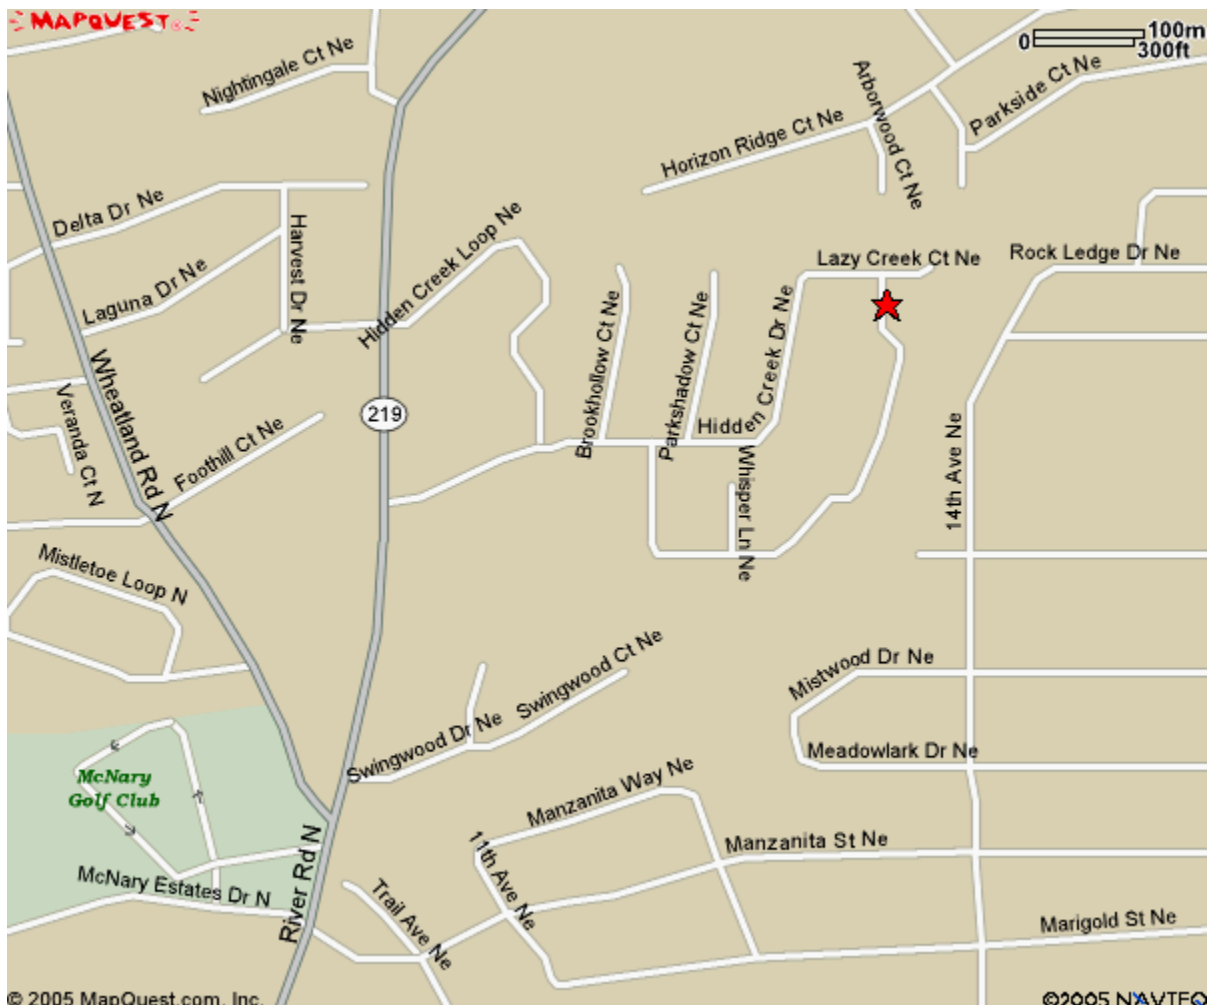 MAPQUEST
100m
0
300ft
Nightingale Ct Ne
Arborwood Ct Ne
Parkside Ct Ne
Horizon Ridge Ct Ne
Delta Dr Ne
Harvest Dr Ne
Hidden Creek Loop Ne
Lazy Creek Ct Ne
Rock Ledge Dr Ne
Laguna Dr Ne
Brookhollow Ct Ne
Parkshadow Ct Ne
Hidden Creek Dr Ne
Wheatland Rd N
Veranda Ct N
219
Foothill Ct Ne
Whisper Ln Ne
14th Ave Ne
Mistletoe Loop N
Swingwood Ct Ne
Mistwood Dr Ne
Swingwood Dr Ne
Meadowlark Dr Ne
McNary
Golf Club
Manzanita Way Ne
11th Ave Ne
Manzanita St Ne
McNary Estates Dr N
River Rd N
Trail Ave Ne
Marigold St Ne
© 2005 MapQuest.com, Inc.
©2005 NAVTEQ